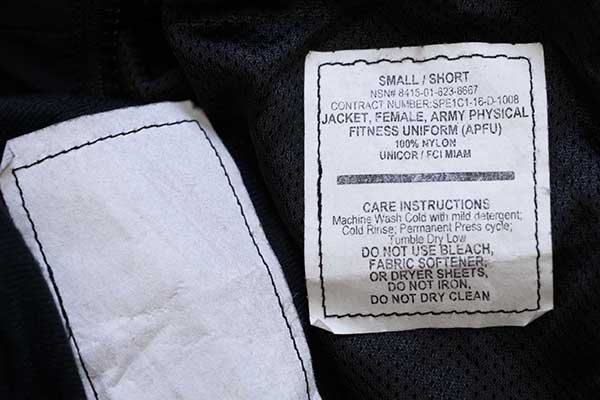 SMALL / SHORT
NSN# 8415-01-623-8667
CONTRACT NUMBER:SPE1C1-16-D-1008
JACKET, FEMALE, ARMY PHYSICAL
FITNESS UNIFORM (APFU)
100% NYLON
UNICOR / FCI MIAM
CARE INSTRUCTIONS
Machine Wash Cold with mild detergent;
Cold Rinse; Permanent Press cycle;
Tumble Dry Low
DO NOT USE BLEACH,
FABRIC SOFTENER,
OR DRYER SHEETS,
DO NOT IRON,
DO NOT DRY CLEAN